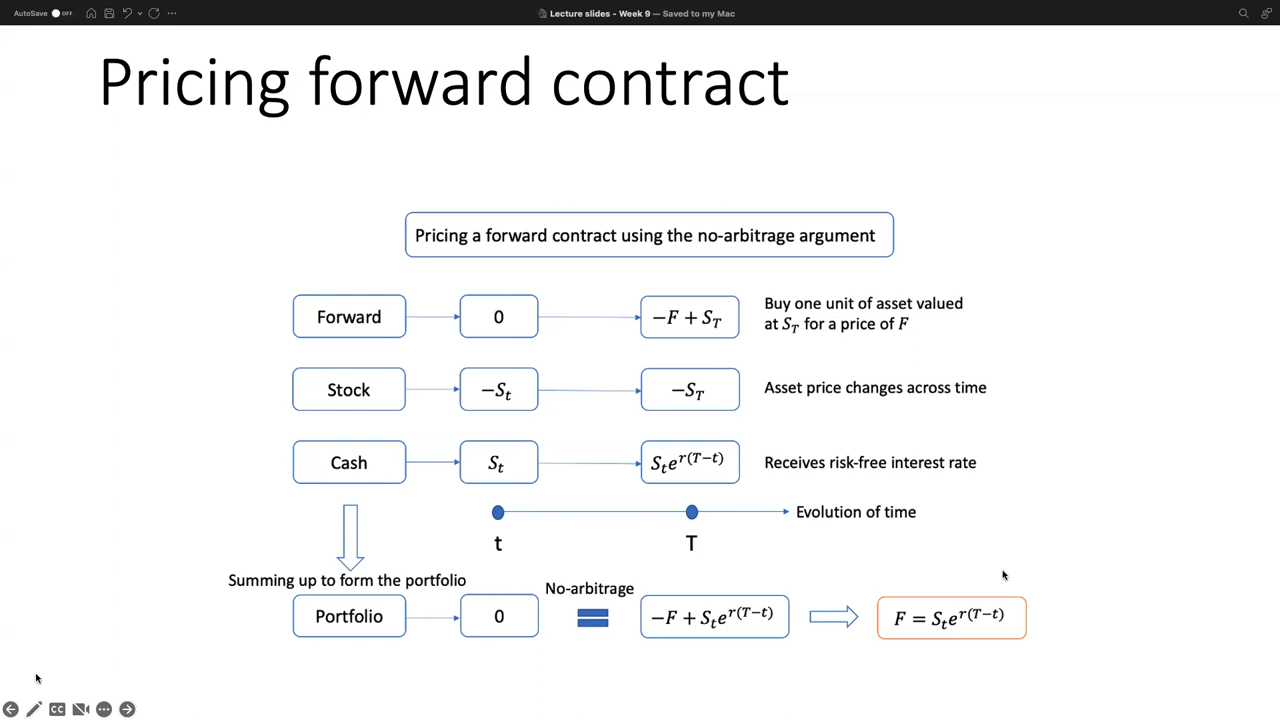 AutoSave OFF
Lecture slides - Week 9 — Saved to my Mac
Pricing forward contract
Pricing a forward contract using the no-arbitrage argument
Forward
0
−F + S_T
Buy one unit of asset valued
at S_T for a price of F
Stock
−S_t
−S_T
Asset price changes across time
Cash
S_t
S_t e^{r(T−t)}
Receives risk-free interest rate
Evolution of time
t
T
Summing up to form the portfolio
No-arbitrage
Portfolio
0
−F + S_t e^{r(T−t)}
F = S_t e^{r(T−t)}
CC